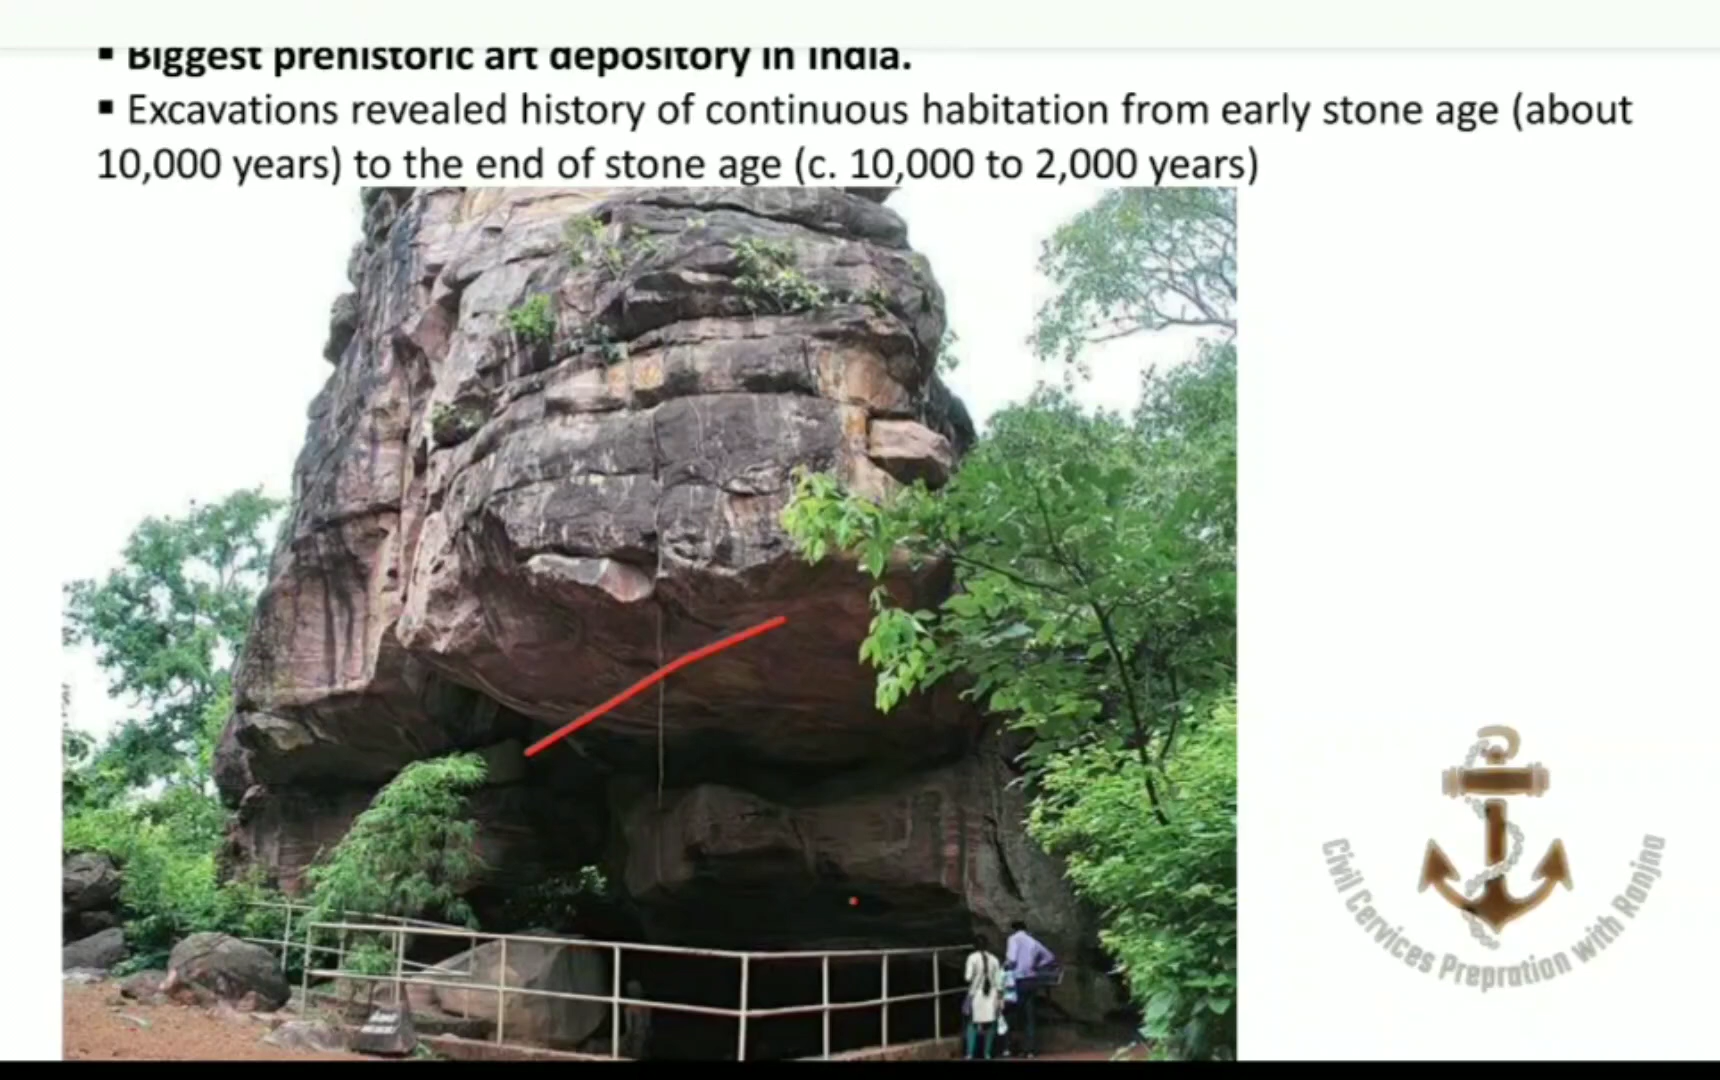 ▪ Biggest prehistoric art depository in India.
▪ Excavations revealed history of continuous habitation from early stone age (about
10,000 years) to the end of stone age (c. 10,000 to 2,000 years)
Civil Cervices Prepration with Ranjna